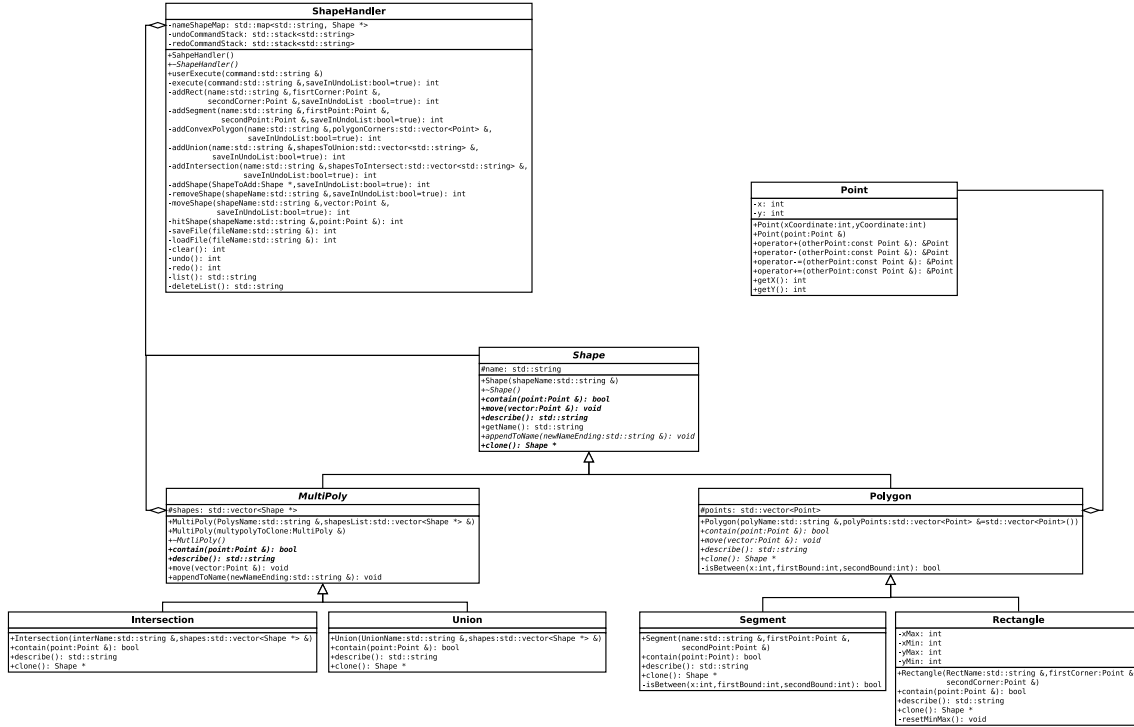 ShapeHandler
-nameShapeMap: std::map<std::string, Shape *>
-undoCommandStack: std::stack<std::string>
-redoCommandStack: std::stack<std::string>
+SahpeHandler()
+~ShapeHandler()
+userExecute(command:std::string &)
-execute(command:std::string &,saveInUndoList:bool=true): int
-addRect(name:std::string &,fisrtCorner:Point &,
secondCorner:Point &,saveInUndoList :bool=true): int
-addSegment(name:std::string &,firstPoint:Point &,
secondPoint:Point &,saveInUndoList:bool=true): int
-addConvexPolygon(name:std::string &,polygonCorners:std::vector<Point> &,
saveInUndoList:bool=true): int
-addUnion(name:std::string &,shapesToUnion:std::vector<std::string> &,
saveInUndoList:bool=true): int
-addIntersection(name:std::string &,shapesToIntersect:std::vector<std::string> &,
saveInUndoList:bool=true): int
-addShape(ShapeToAdd:Shape *,saveInUndoList:bool=true): int
-removeShape(shapeName:std::string &,saveInUndoList:bool=true): int
-moveShape(shapeName:std::string &,vector:Point &,
saveInUndoList:bool=true): int
-hitShape(shapeName:std::string &,point:Point &): int
-saveFile(fileName:std::string &): int
-loadFile(fileName:std::string &): int
-clear(): int
-undo(): int
-redo(): int
-list(): std::string
-deleteList(): std::string
Point
-x: int
-y: int
+Point(xCoordinate:int,yCoordinate:int)
+Point(point:Point &)
+operator+(otherPoint:const Point &): &Point
+operator-(otherPoint:const Point &): &Point
+operator-=(otherPoint:const Point &): &Point
+operator+=(otherPoint:const Point &): &Point
+getX(): int
+getY(): int
Shape
#name: std::string
+Shape(shapeName:std::string &)
+~Shape()
+contain(point:Point &): bool
+move(vector:Point &): void
+describe(): std::string
+getName(): std::string
+appendToName(newNameEnding:std::string &): void
+clone(): Shape *
MultiPoly
#shapes: std::vector<Shape *>
+MultiPoly(PolysName:std::string &,shapesList:std::vector<Shape *> &)
+MultiPoly(multypolyToClone:MultiPoly &)
+~MutliPoly()
+contain(point:Point &): bool
+describe(): std::string
+move(vector:Point &): void
+appendToName(newNameEnding:std::string &): void
Polygon
#points: std::vector<Point>
+Polygon(polyName:std::string &,polyPoints:std::vector<Point> &=std::vector<Point>())
+contain(point:Point &): bool
+move(vector:Point &): void
+describe(): std::string
+clone(): Shape *
-isBetween(x:int,firstBound:int,secondBound:int): bool
Intersection
+Intersection(interName:std::string &,shapes:std::vector<Shape *> &)
+contain(point:Point &): bool
+describe(): std::string
+clone(): Shape *
Union
+Union(UnionName:std::string &,shapes:std::vector<Shape *> &)
+contain(point:Point &): bool
+describe(): std::string
+clone(): Shape *
Segment
+Segment(name:std::string &,firstPoint:Point &,
secondPoint:Point &)
+contain(point:Point): bool
+describe(): std::string
+clone(): Shape *
-isBetween(x:int,firstBound:int,secondBound:int): bool
Rectangle
-xMax: int
-xMin: int
-yMax: int
-yMin: int
+Rectangle(RectName:std::string &,firstCorner:Point &,
secondCorner:Point &)
+contain(point:Point &): bool
+describe(): std::string
+clone(): Shape *
-resetMinMax(): void